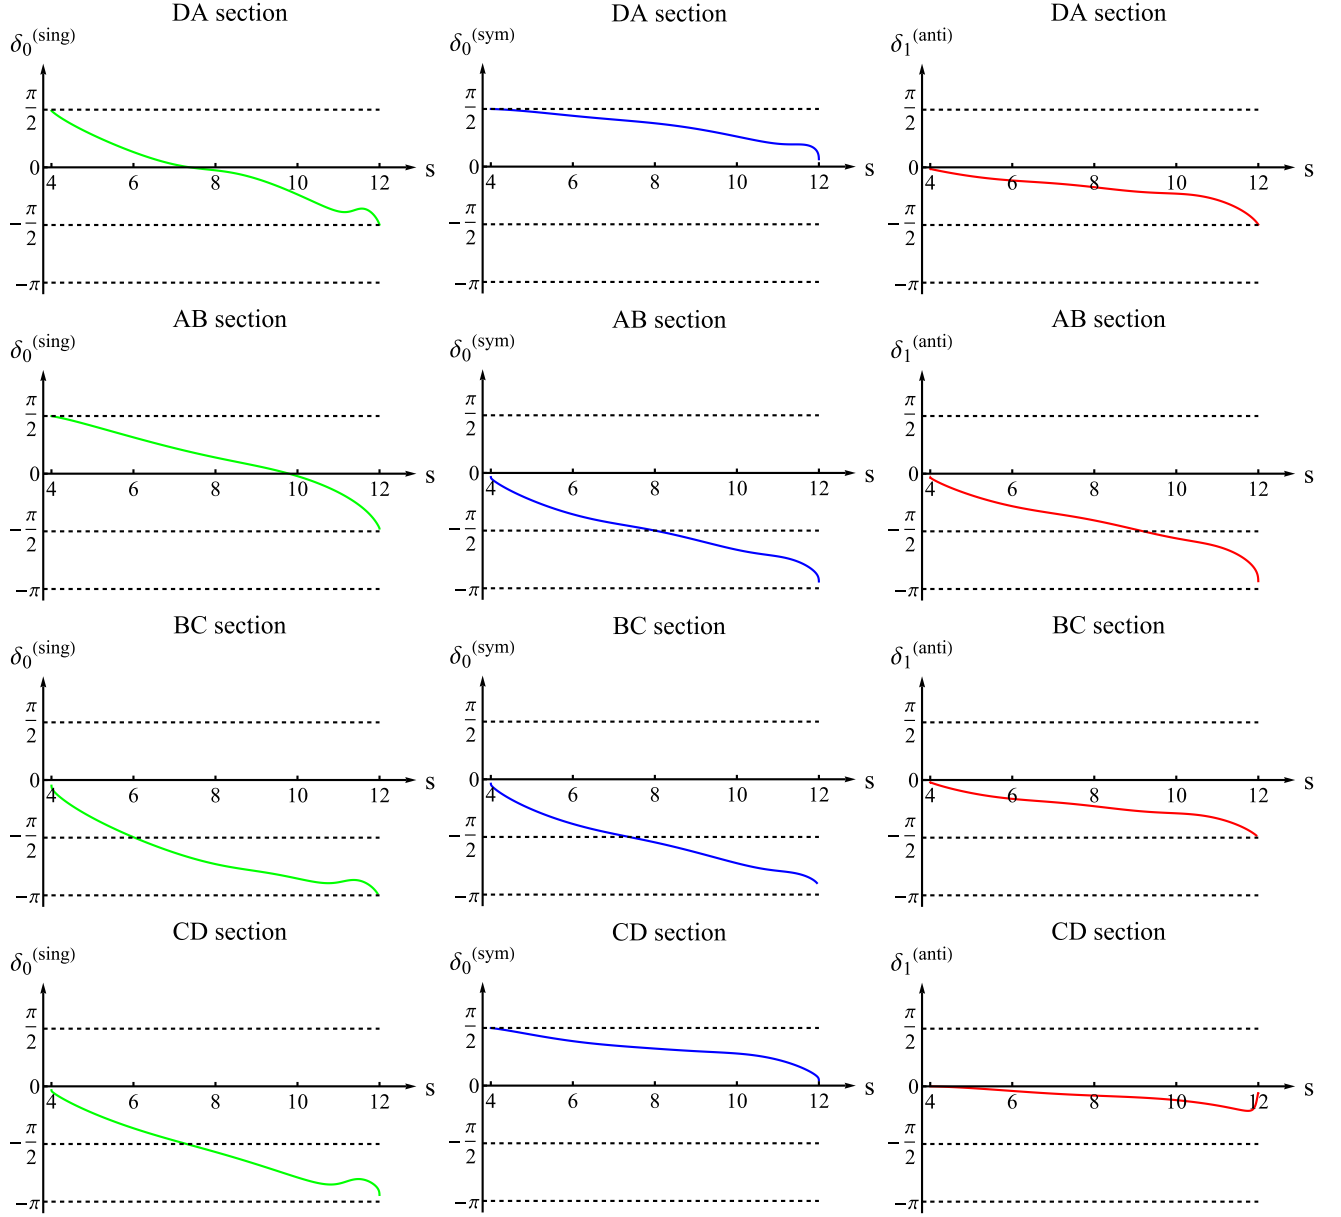 DA section DA section DA section
δ₀⁽ˢⁱⁿᵍ⁾ δ₀⁽ˢʸᵐ⁾ δ₁⁽ᵃⁿᵗⁱ⁾
π/2 π/2 π/2
0 s 0 s 0 s
4 6 8 10 12 4 6 8 10 12 4 6 8 10 12
−π/2 −π/2 −π/2
−π −π −π
AB section AB section AB section
δ₀⁽ˢⁱⁿᵍ⁾ δ₀⁽ˢʸᵐ⁾ δ₁⁽ᵃⁿᵗⁱ⁾
π/2 π/2 π/2
0 s 0 s 0 s
4 6 8 10 12 4 6 8 10 12 4 6 8 10 12
−π/2 −π/2 −π/2
−π −π −π
BC section BC section BC section
δ₀⁽ˢⁱⁿᵍ⁾ δ₀⁽ˢʸᵐ⁾ δ₁⁽ᵃⁿᵗⁱ⁾
π/2 π/2 π/2
0 s 0 s 0 s
4 6 8 10 12 4 6 8 10 12 4 6 8 10 12
−π/2 −π/2 −π/2
−π −π −π
CD section CD section CD section
δ₀⁽ˢⁱⁿᵍ⁾ δ₀⁽ˢʸᵐ⁾ δ₁⁽ᵃⁿᵗⁱ⁾
π/2 π/2 π/2
0 s 0 s 0 s
4 6 8 10 12 4 6 8 10 12 4 6 8 10 12
−π/2 −π/2 −π/2
−π −π −π